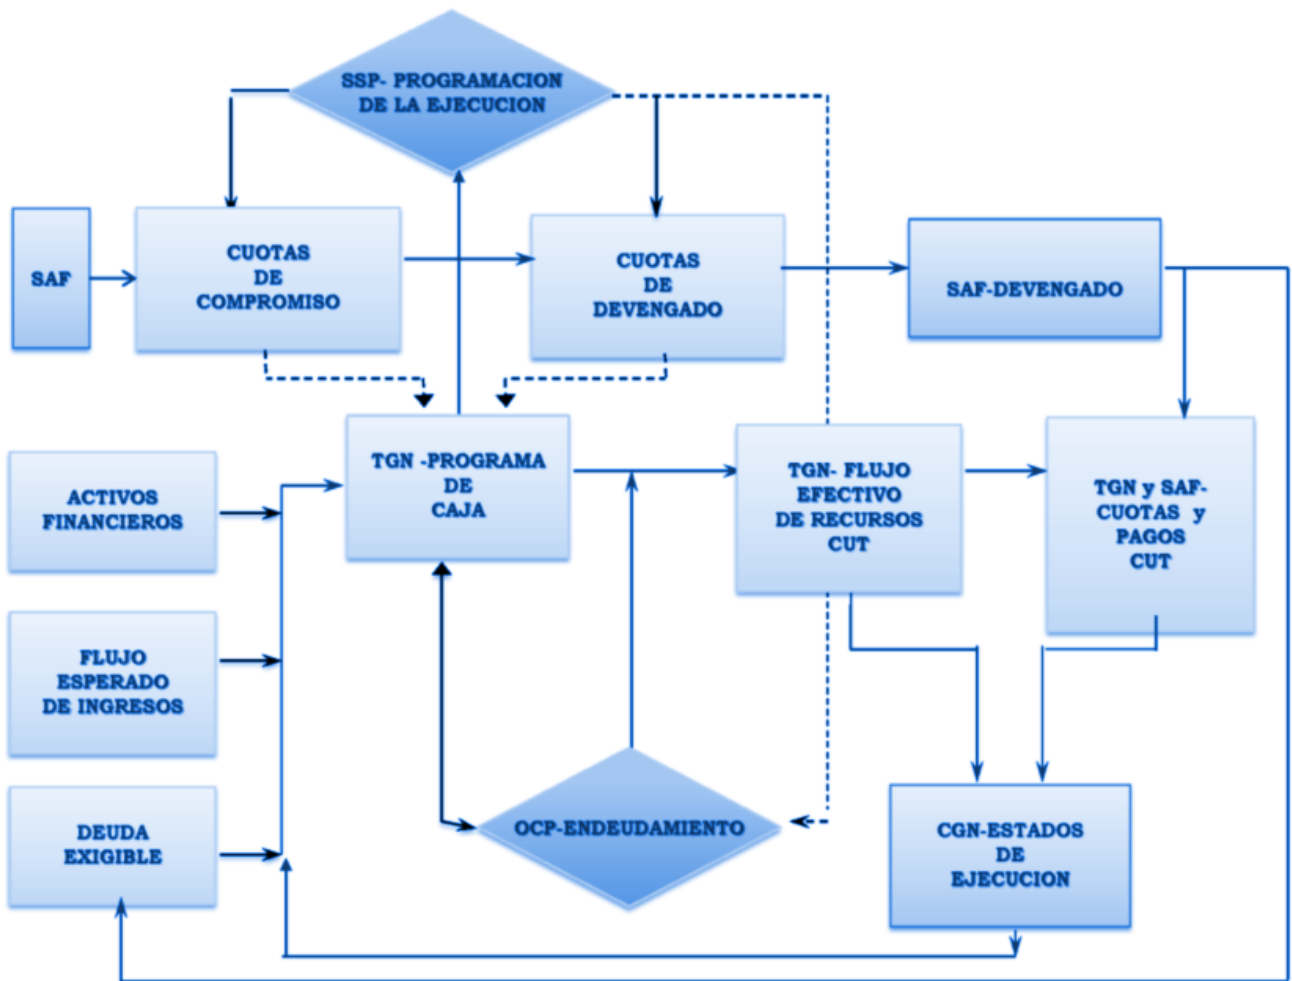 SSP- PROGRAMACION
DE LA EJECUCION
SAF
CUOTAS
DE
COMPROMISO
CUOTAS
DE
DEVENGADO
SAF-DEVENGADO
ACTIVOS
FINANCIEROS
TGN -PROGRAMA
DE
CAJA
TGN- FLUJO
EFECTIVO
DE RECURSOS
CUT
TGN y SAF-
CUOTAS y
PAGOS
CUT
FLUJO
ESPERADO
DE INGRESOS
DEUDA
EXIGIBLE
OCP-ENDEUDAMIENTO
CGN-ESTADOS
DE
EJECUCION